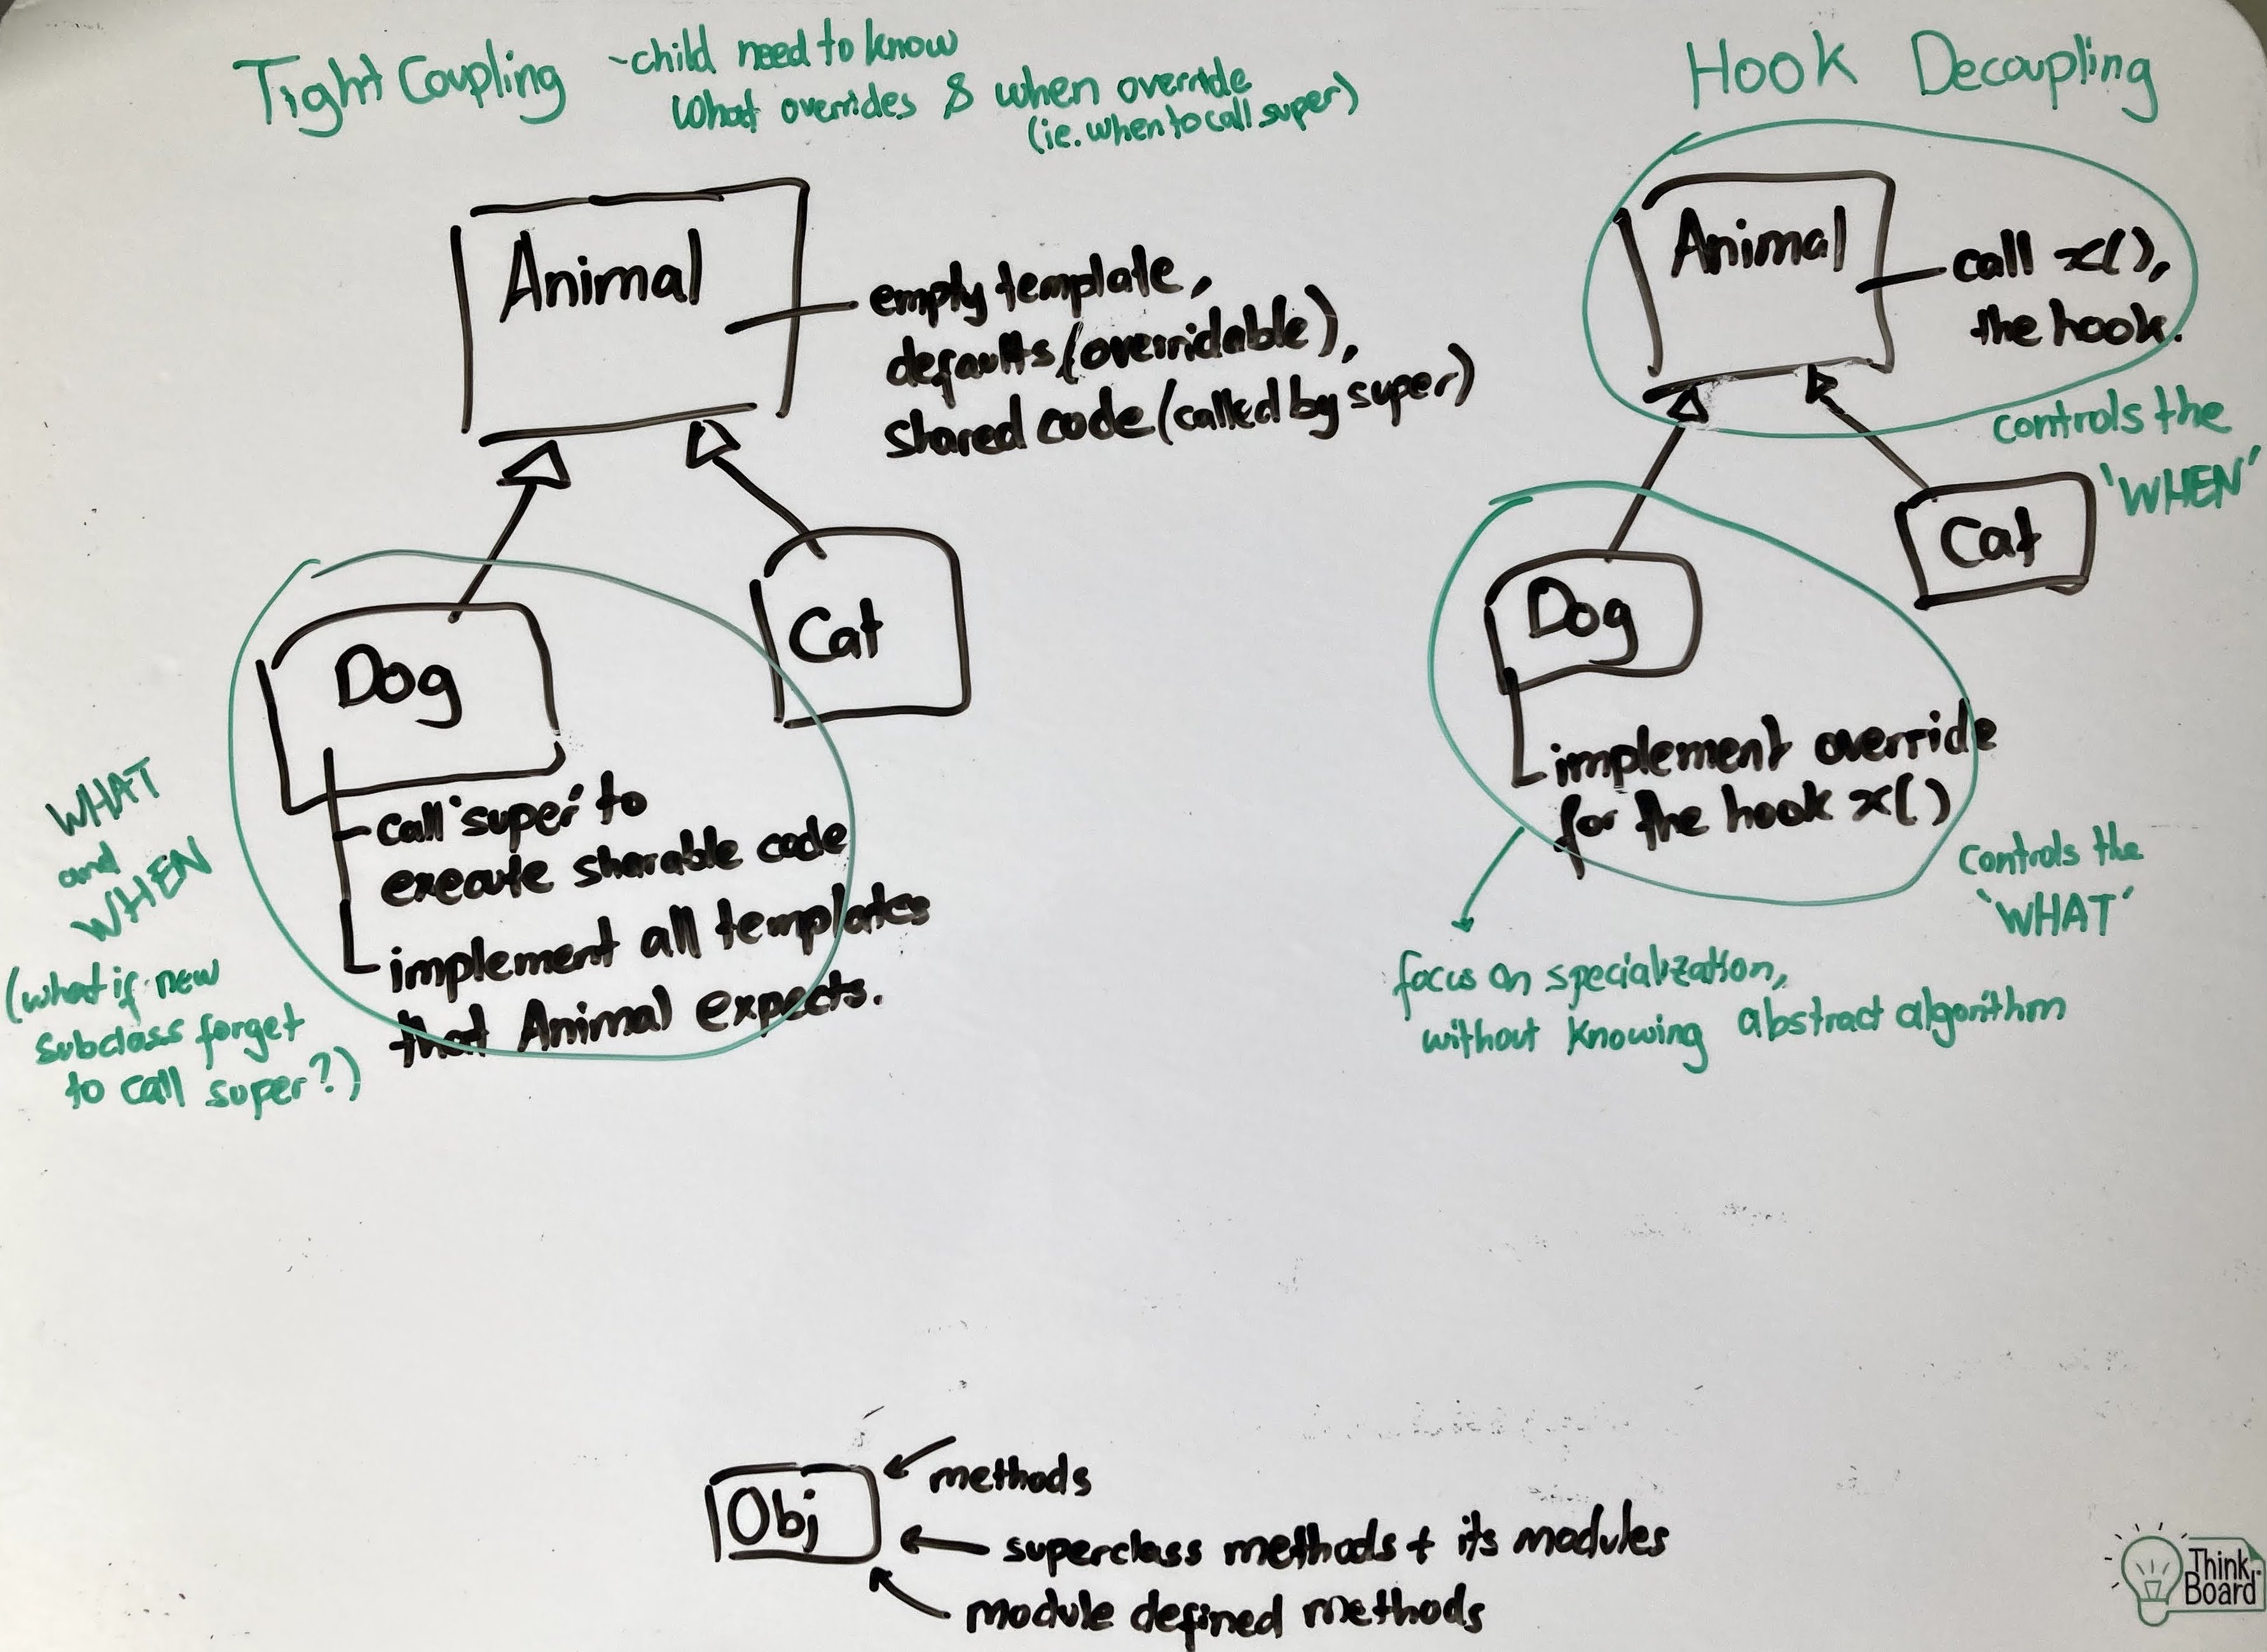 Tight Coupling
~child need to know
what overrides & when override
(ie. when to call super)
Animal
empty template,
defaults (overridable),
shared code (called by super)
Dog
Cat
call 'super' to
execute sharable code
implement all templates
that Animal expects.
WHAT
and
WHEN
(what if new
subclass forget
to call super?)
Hook Decoupling
Animal
call x(),
the hook.
controls the
'WHEN'
Cat
Dog
implement override
for the hook x()
controls the
'WHAT'
focus on specialization,
without knowing abstract algorithm
Obj
methods
superclass methods + its modules
module defined methods
Think
Board